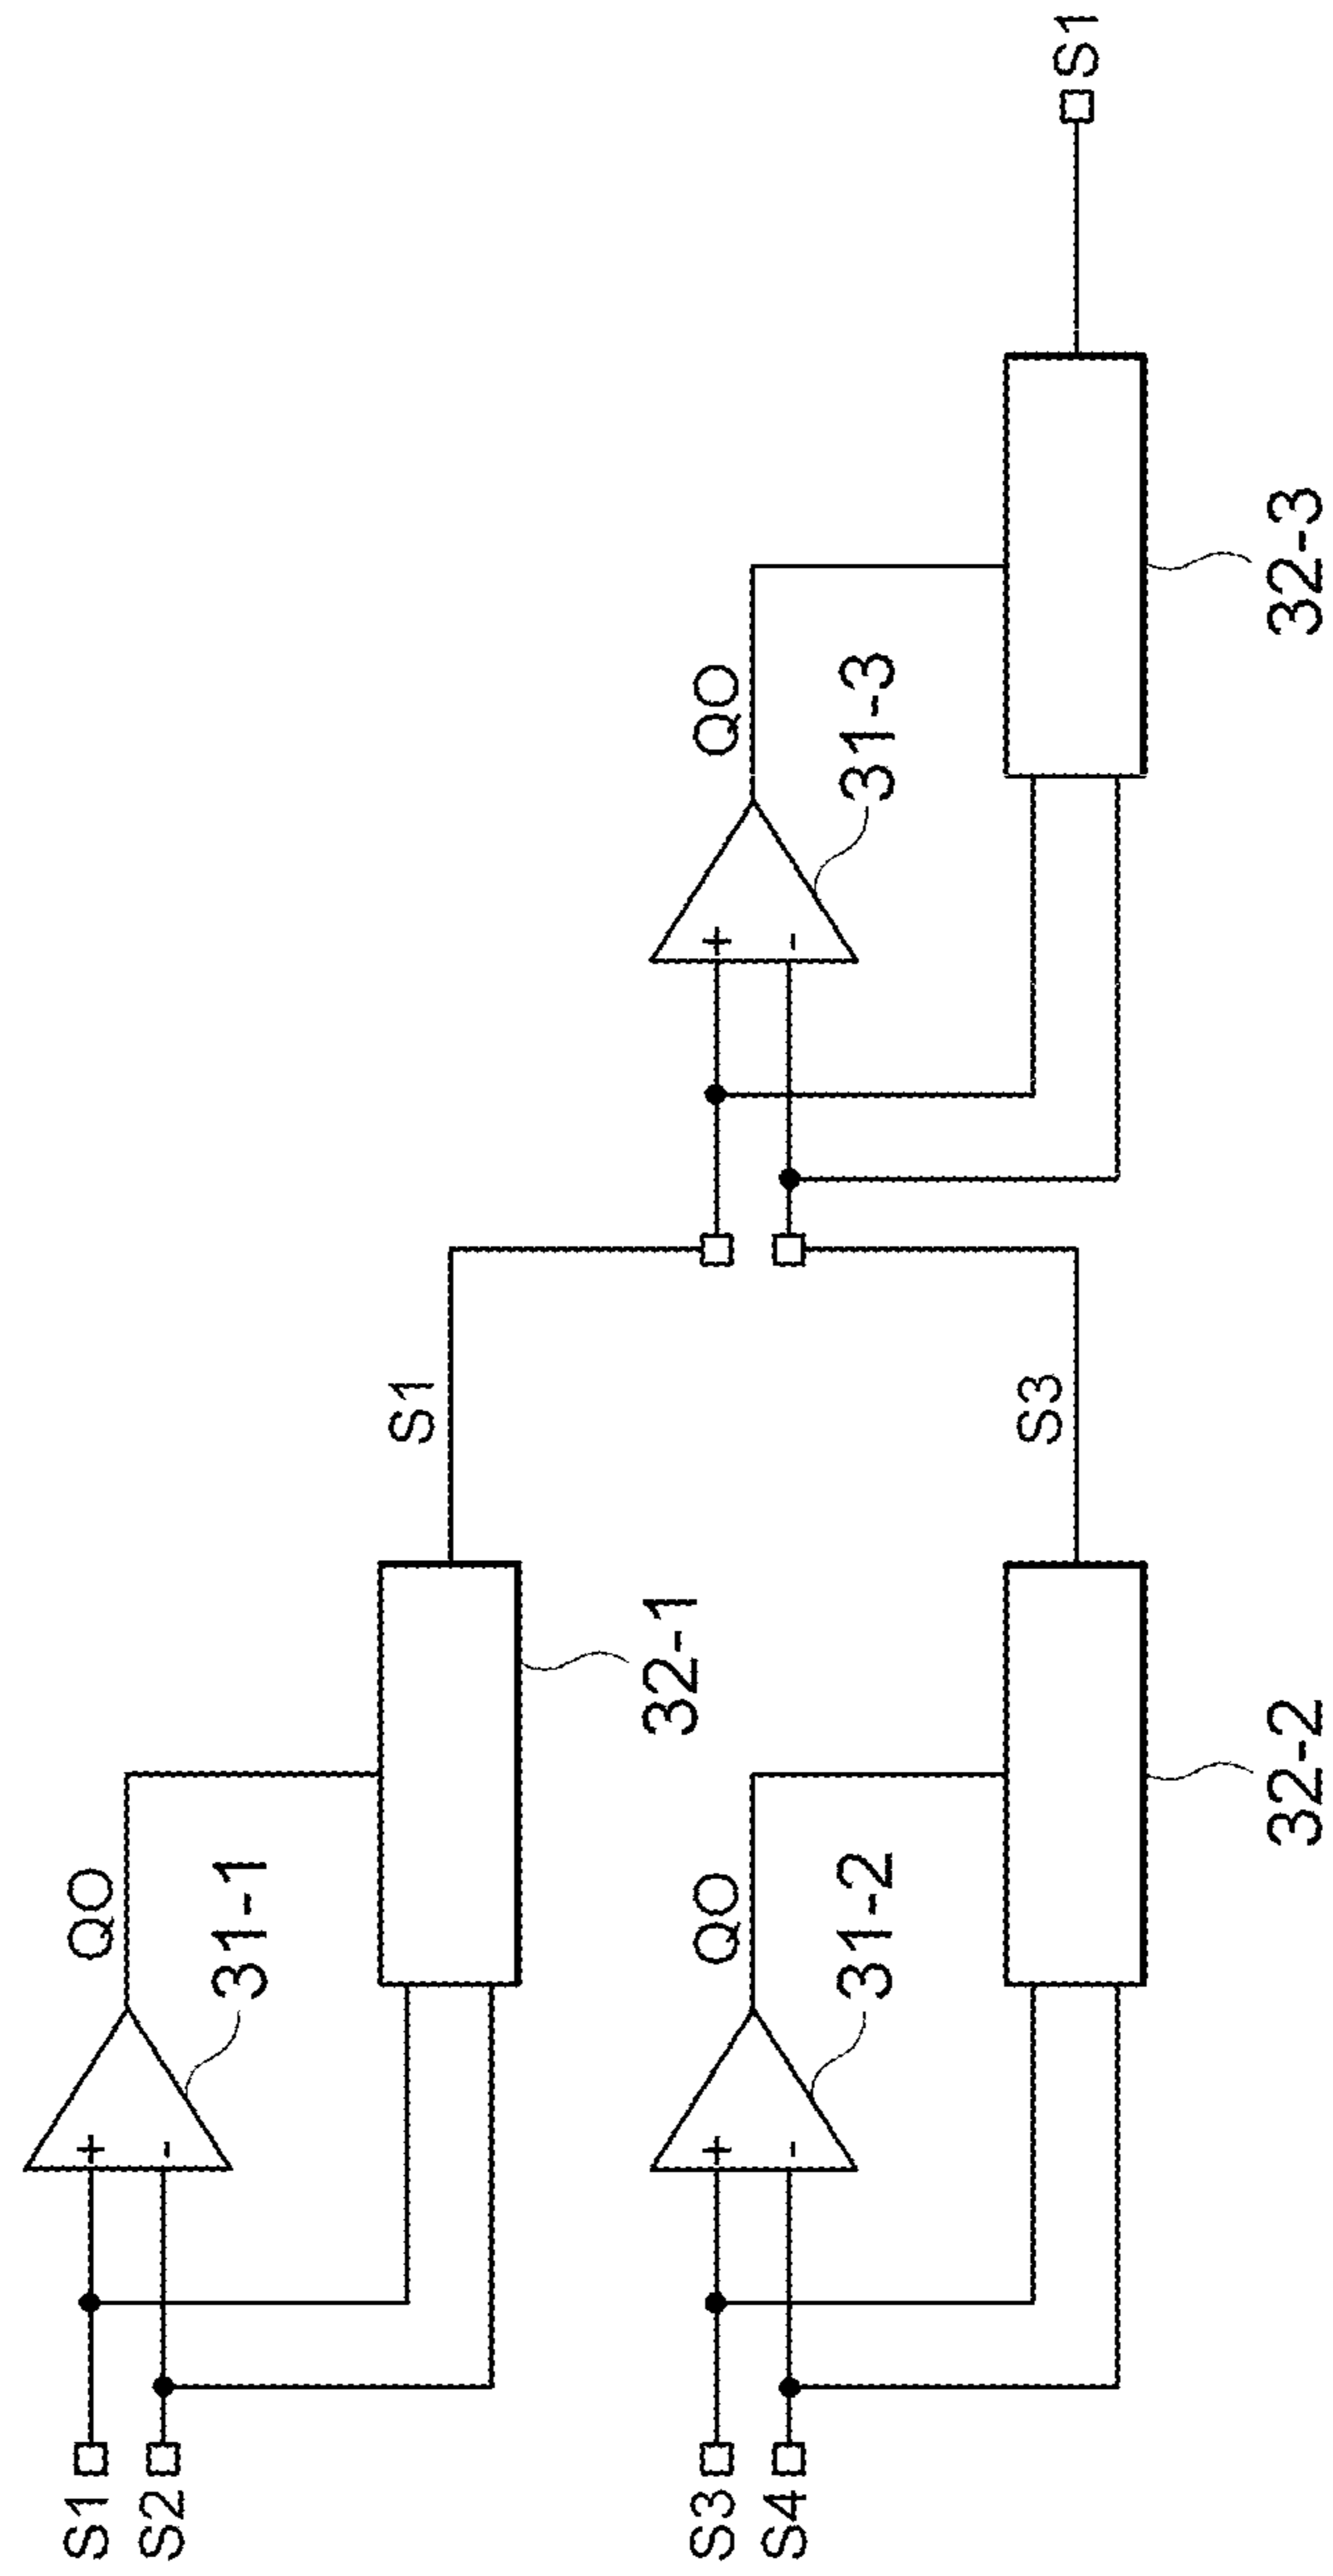 S1
S2
+
-
QO
31-1
32-1
S1
S3
S4
+
-
QO
31-2
32-2
S3
+
-
QO
31-3
32-3
S1